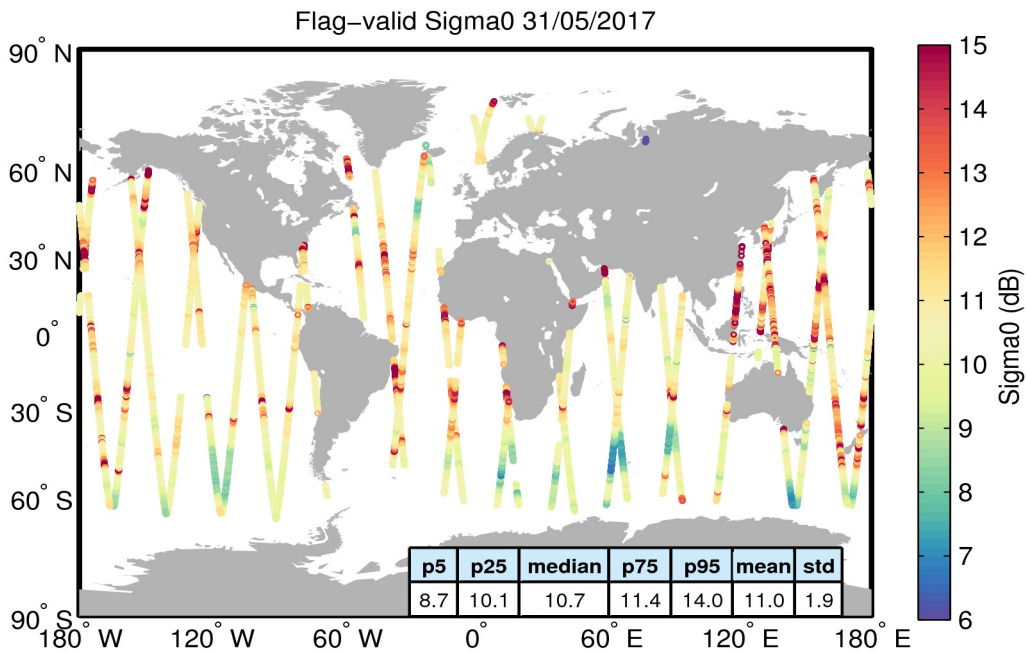 Flag−valid Sigma0 31/05/2017
90° N
60° N
30° N
0°
30° S
60° S
90° S
180° W
120° W
60° W
0°
60° E
120° E
180° E
p5 p25 median p75 p95 mean std
8.7 10.1 10.7 11.4 14.0 11.0 1.9
15
14
13
12
11
10
9
8
7
6
Sigma0 (dB)